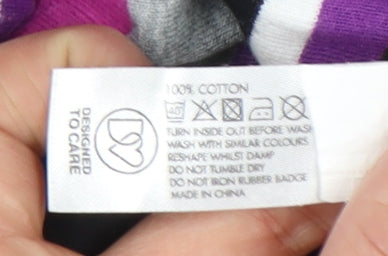 DESIGNED
TO CARE
100% COTTON
40
TURN INSIDE OUT BEFORE WASH
WASH WITH SIMILAR COLOURS
RESHAPE WHILST DAMP
DO NOT TUMBLE DRY
DO NOT IRON RUBBER BADGE
MADE IN CHINA